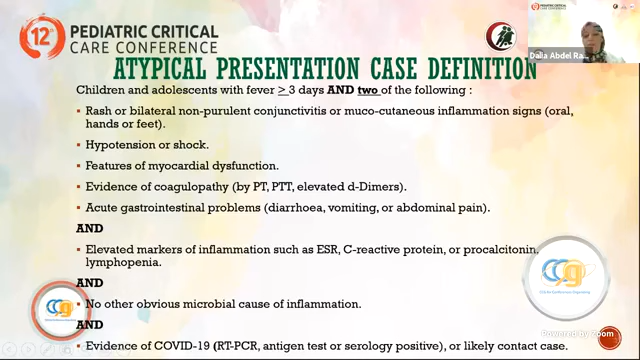 12th PEDIATRIC CRITICAL
CARE CONFERENCE
Dalia Abdel Ra...
ATYPICAL PRESENTATION CASE DEFINITION
Children and adolescents with fever > 3 days AND two of the following :
▪ Rash or bilateral non-purulent conjunctivitis or muco-cutaneous inflammation signs (oral,
hands or feet).
▪ Hypotension or shock.
▪ Features of myocardial dysfunction.
▪ Evidence of coagulopathy (by PT, PTT, elevated d-Dimers).
▪ Acute gastrointestinal problems (diarrhoea, vomiting, or abdominal pain).
AND
▪ Elevated markers of inflammation such as ESR, C-reactive protein, or procalcitonin.
lymphopenia.
AND
▪ No other obvious microbial cause of inflammation.
AND
▪ Evidence of COVID-19 (RT-PCR, antigen test or serology positive), or likely contact case.
Powered by Zoom